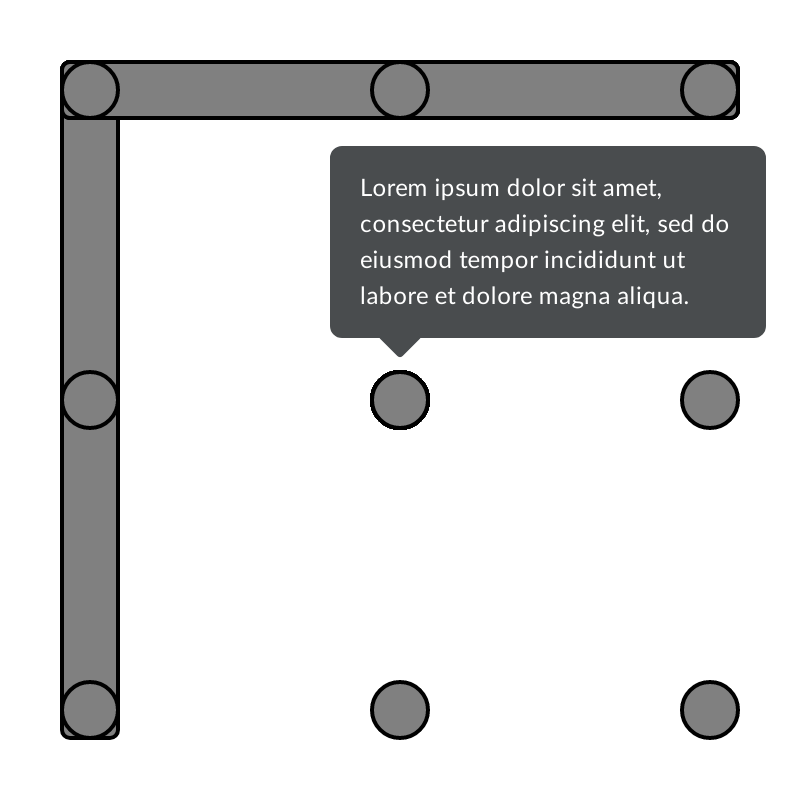 Lorem ipsum dolor sit amet,
consectetur adipiscing elit, sed do
eiusmod tempor incididunt ut
labore et dolore magna aliqua.